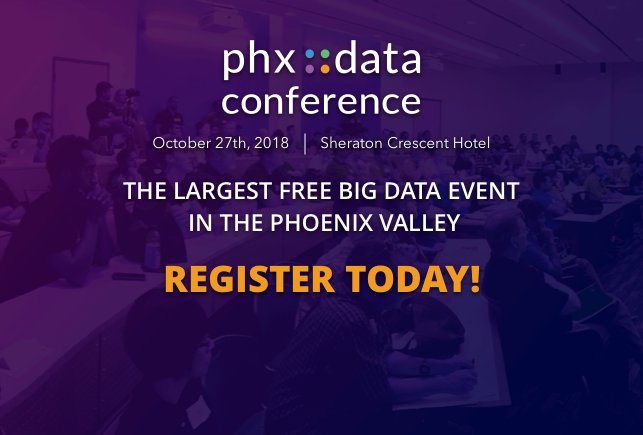 phx::data
conference
October 27th, 2018 | Sheraton Crescent Hotel
THE LARGEST FREE BIG DATA EVENT
IN THE PHOENIX VALLEY
REGISTER TODAY!